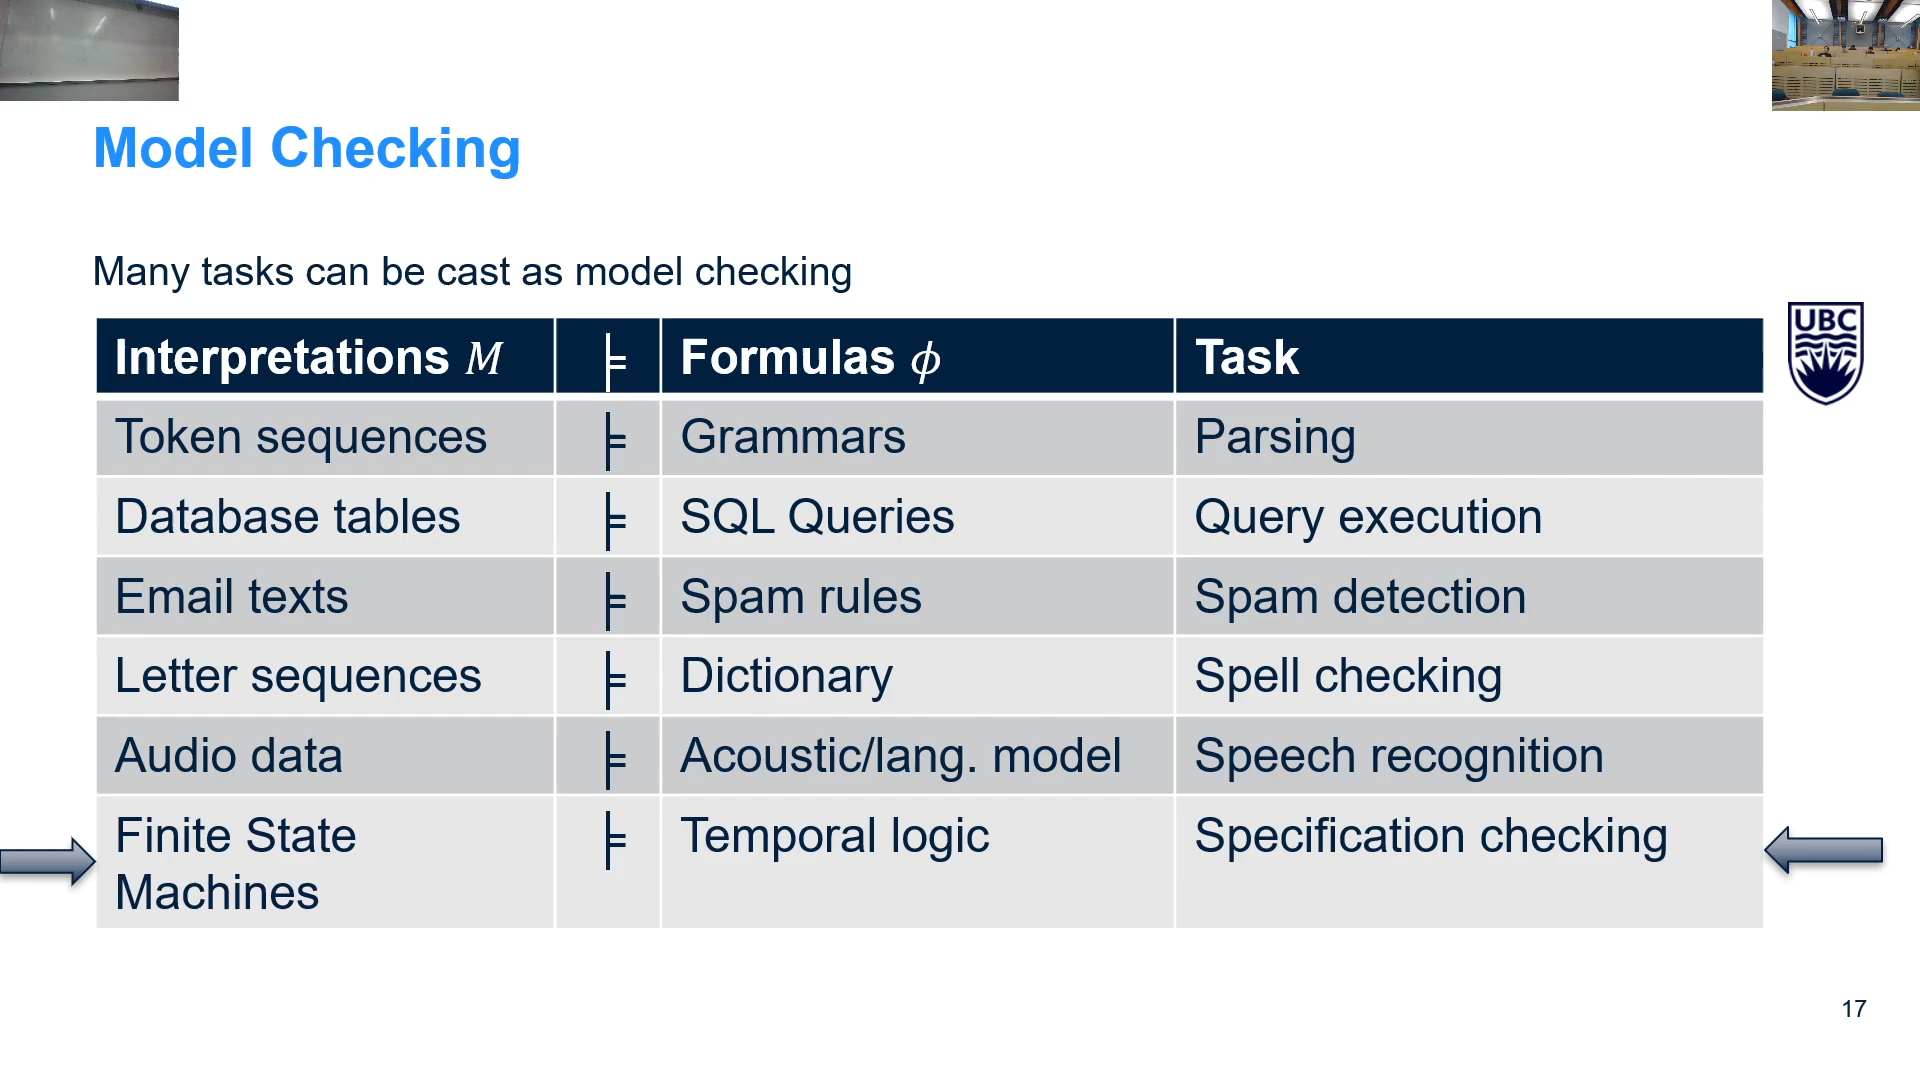 Model Checking
Many tasks can be cast as model checking
UBC
Interpretations M ⊨ Formulas ϕ Task
Token sequences ⊨ Grammars Parsing
Database tables ⊨ SQL Queries Query execution
Email texts ⊨ Spam rules Spam detection
Letter sequences ⊨ Dictionary Spell checking
Audio data ⊨ Acoustic/lang. model Speech recognition
Finite State ⊨ Temporal logic Specification checking
Machines
17